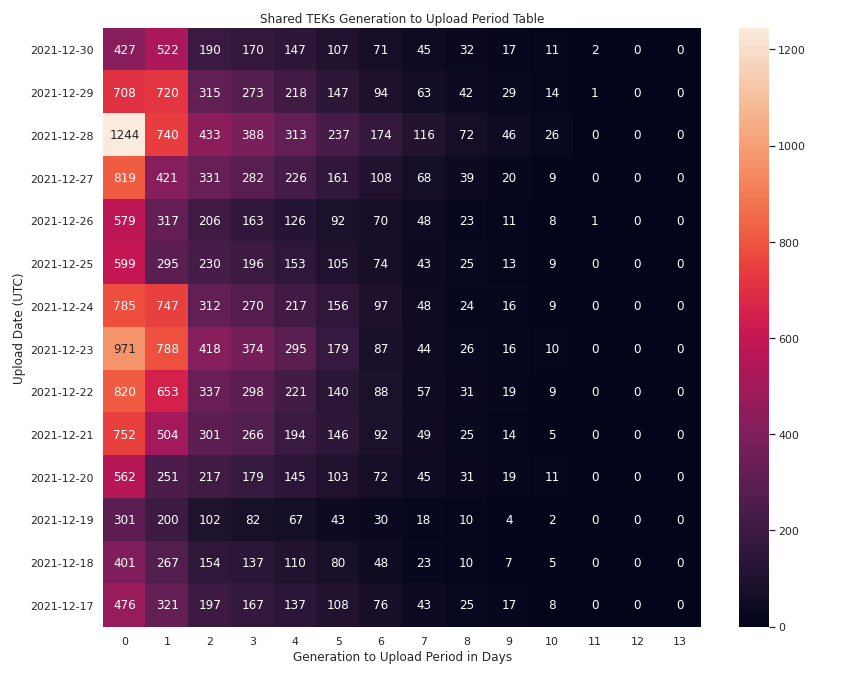 Shared TEKs Generation to Upload Period Table
2021-12-30 427 522 190 170 147 107 71 45 32 17 11 2 0 0
2021-12-29 708 720 315 273 218 147 94 63 42 29 14 1 0 0
2021-12-28 1244 740 433 388 313 237 174 116 72 46 26 0 0 0
2021-12-27 819 421 331 282 226 161 108 68 39 20 9 0 0 0
2021-12-26 579 317 206 163 126 92 70 48 23 11 8 1 0 0
2021-12-25 599 295 230 196 153 105 74 43 25 13 9 0 0 0
2021-12-24 785 747 312 270 217 156 97 48 24 16 9 0 0 0
2021-12-23 971 788 418 374 295 179 87 44 26 16 10 0 0 0
2021-12-22 820 653 337 298 221 140 88 57 31 19 9 0 0 0
2021-12-21 752 504 301 266 194 146 92 49 25 14 5 0 0 0
2021-12-20 562 251 217 179 145 103 72 45 31 19 11 0 0 0
2021-12-19 301 200 102 82 67 43 30 18 10 4 2 0 0 0
2021-12-18 401 267 154 137 110 80 48 23 10 7 5 0 0 0
2021-12-17 476 321 197 167 137 108 76 43 25 17 8 0 0 0
0 1 2 3 4 5 6 7 8 9 10 11 12 13
Generation to Upload Period in Days
Upload Date (UTC)
1200
1000
800
600
400
200
0